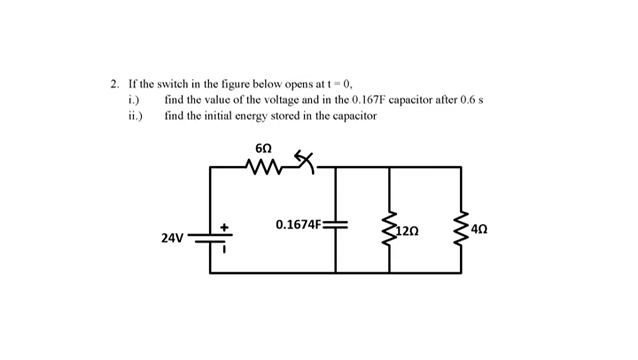 2. If the switch in the figure below opens at t = 0,
i.) find the value of the voltage and in the 0.167F capacitor after 0.6 s
ii.) find the initial energy stored in the capacitor
6Ω
0.1674F
12Ω
4Ω
24V
+
-